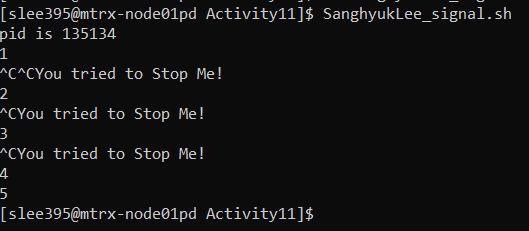 [slee395@mtrx-node01pd Activity11]$ SanghyukLee_signal.sh
pid is 135134
1
^C^CYou tried to Stop Me!
2
^CYou tried to Stop Me!
3
^CYou tried to Stop Me!
4
5
[slee395@mtrx-node01pd Activity11]$